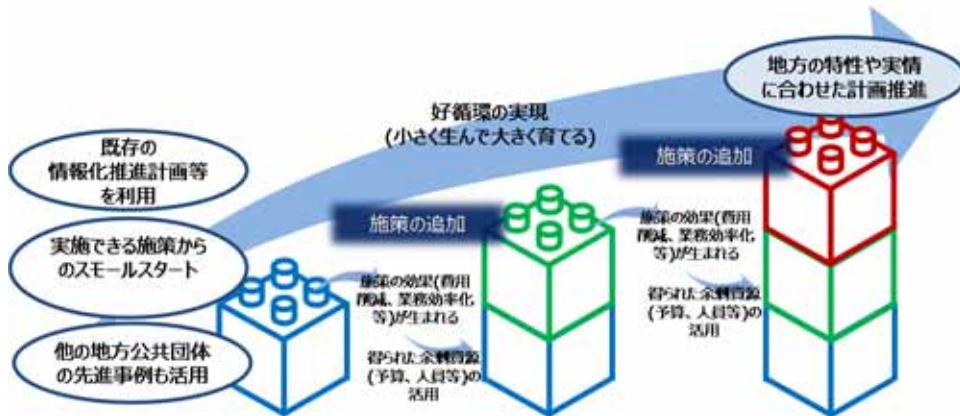 地方の特性や実情
に合わせた計画推進
好循環の実現
(小さく生んで大きく育てる)
既存の
情報化推進計画等
を利用
実施できる施策から
のスモールスタート
他の地方公共団体
の先進事例も活用
施策の追加
施策の効果(費用
削減、業務効率化
等)が生まれる
得られた余剰資源
(予算、人員等)の
活用
施策の追加
施策の効果(費用
削減、業務効率化
等)が生まれる
得られた余剰資源
(予算、人員等)の
活用